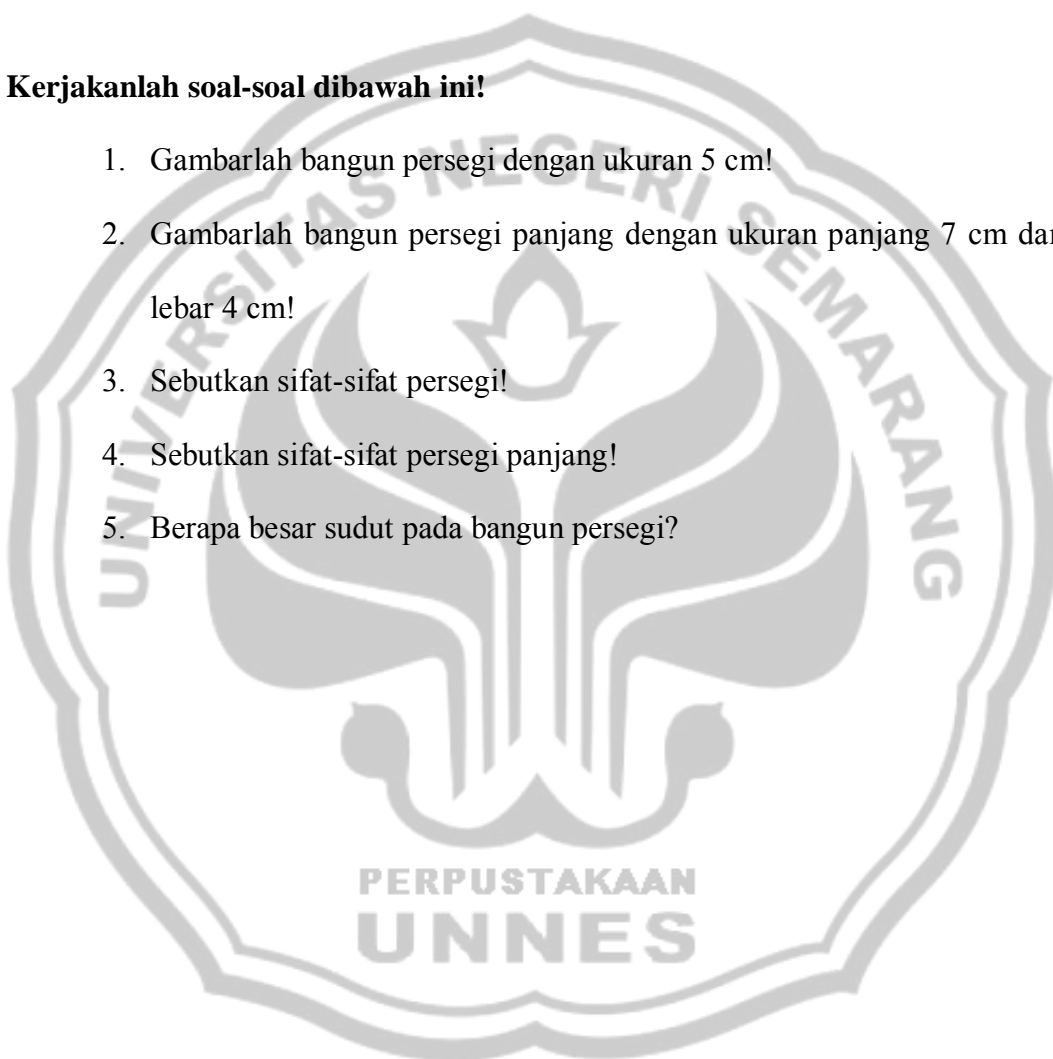 Kerjakanlah soal-soal dibawah ini!
1. Gambarlah bangun persegi dengan ukuran 5 cm!
2. Gambarlah bangun persegi panjang dengan ukuran panjang 7 cm dan
lebar 4 cm!
3. Sebutkan sifat-sifat persegi!
4. Sebutkan sifat-sifat persegi panjang!
5. Berapa besar sudut pada bangun persegi?
UNIVERSITAS NEGERI SEMARANG
PERPUSTAKAAN
UNNES